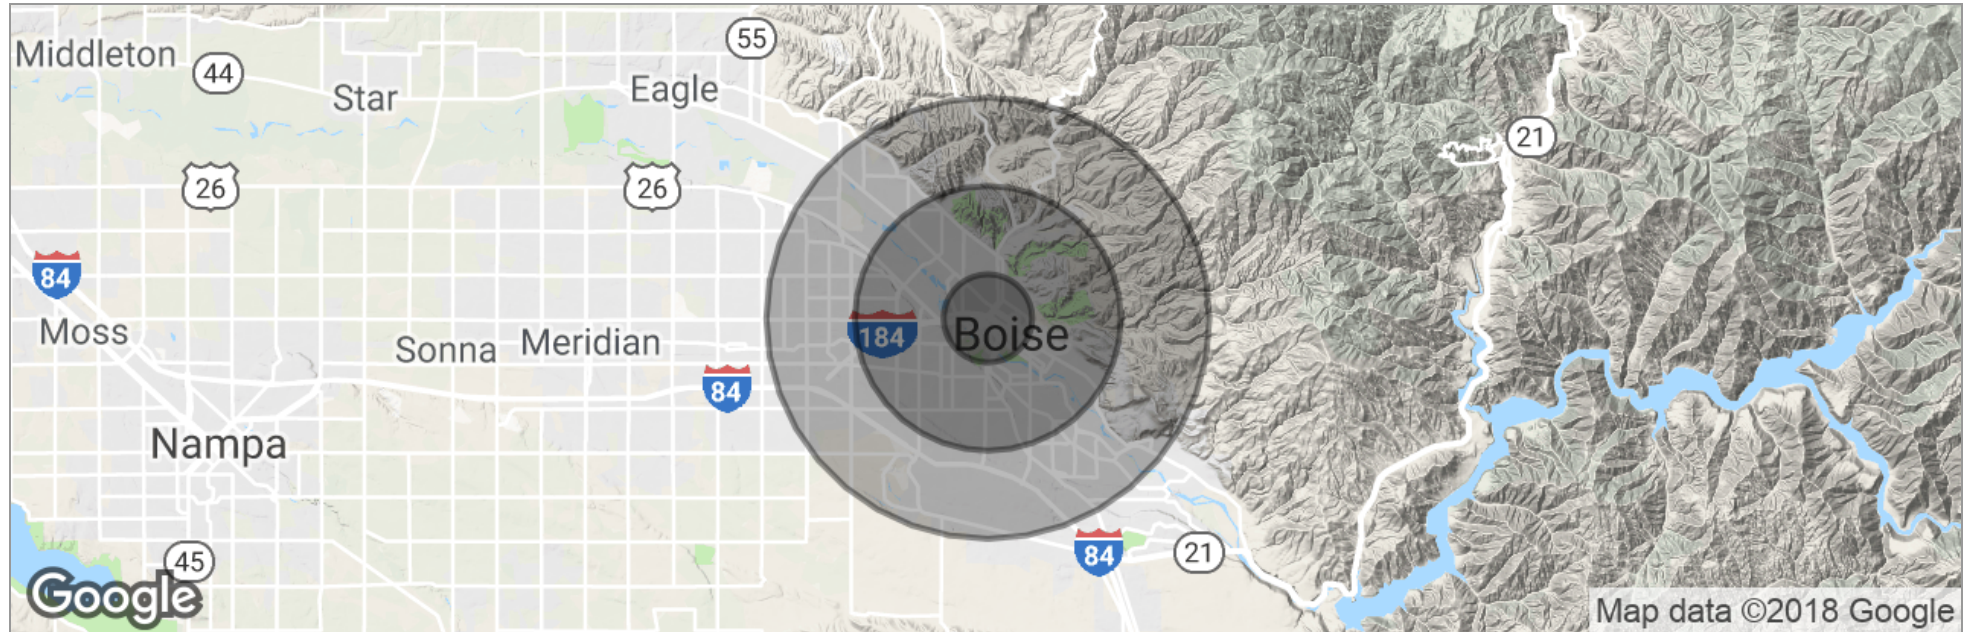 Middleton
44
55
Star
Eagle
21
26
26
84
Moss
Sonna
Meridian
184
Boise
84
Nampa
84
21
45
Google
Map data ©2018 Google